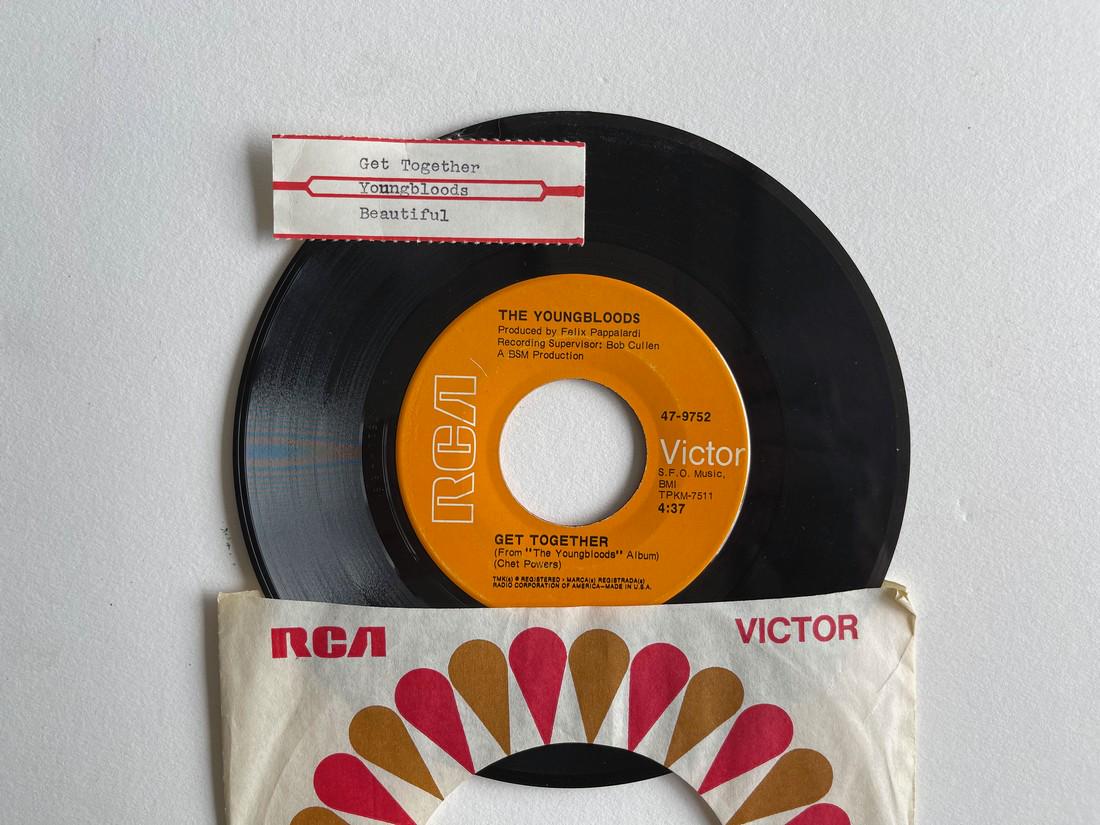 Get Together
Youngbloods
Beautiful
THE YOUNGBLOODS
Produced by Felix Pappalardi
Recording Supervisor: Bob Cullen
A BSM Production
RCA
47-9752
Victor
S.F.O. Music,
BMI
TPKM-7511
4:37
GET TOGETHER
(From "The Youngbloods" Album)
(Chet Powers)
TMK(s) ® REGISTERED • MARCA(s) REGISTRADA(s)
RADIO CORPORATION OF AMERICA—MADE IN U.S.A.
RCA
VICTOR